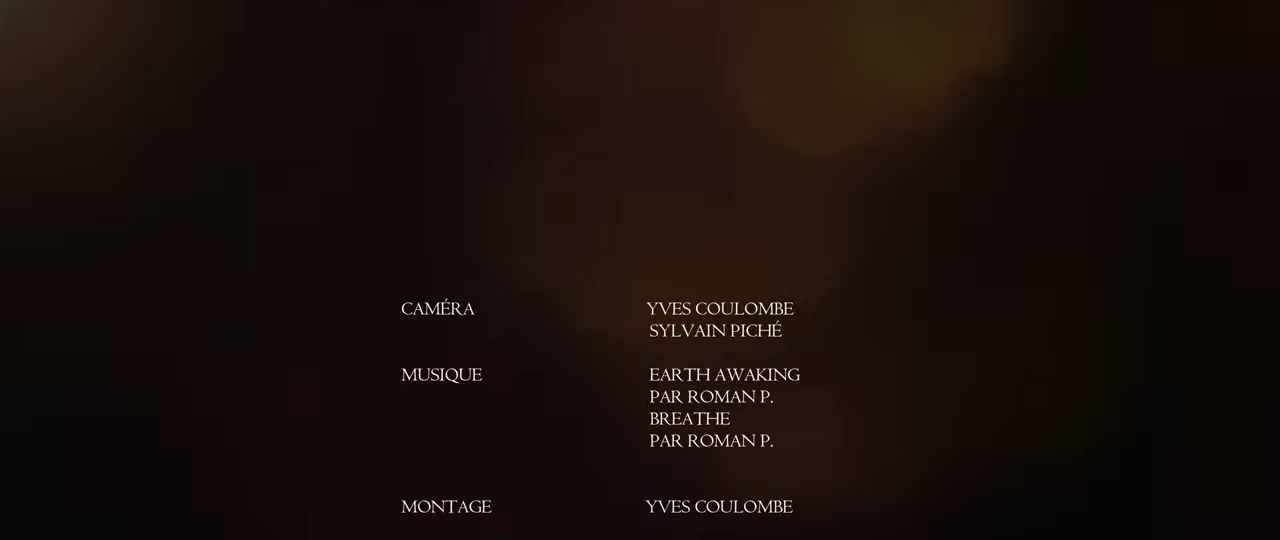 CAMÉRA YVES COULOMBE
SYLVAIN PICHÉ
MUSIQUE EARTH AWAKING
PAR ROMAN P.
BREATHE
PAR ROMAN P.
MONTAGE YVES COULOMBE